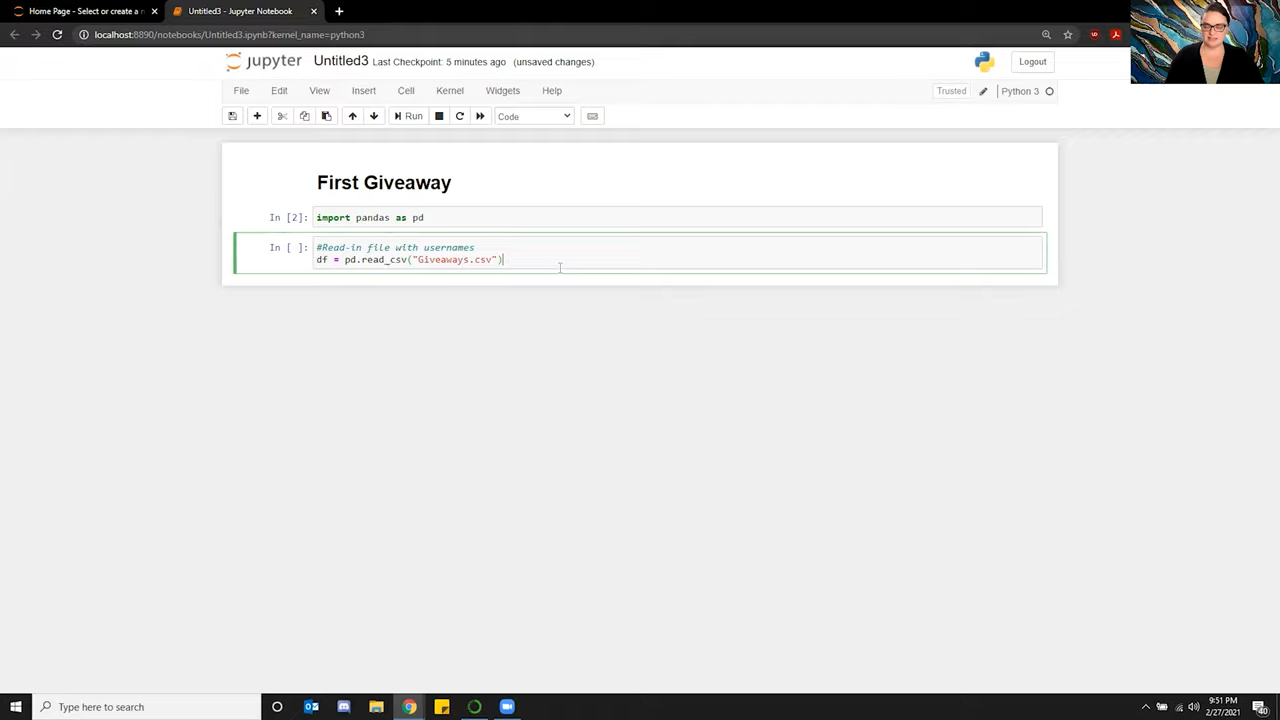 Home Page - Select or create a n
Untitled3 - Jupyter Notebook
localhost:8890/notebooks/Untitled3.ipynb?kernel_name=python3
jupyter Untitled3 Last Checkpoint: 5 minutes ago (unsaved changes)
Logout
File Edit View Insert Cell Kernel Widgets Help
Trusted Python 3
Run Code
First Giveaway
In [2]: import pandas as pd
In [ ]: #Read-in file with usernames
df = pd.read_csv("Giveaways.csv")
Type here to search
9:51 PM
2/27/2021
40